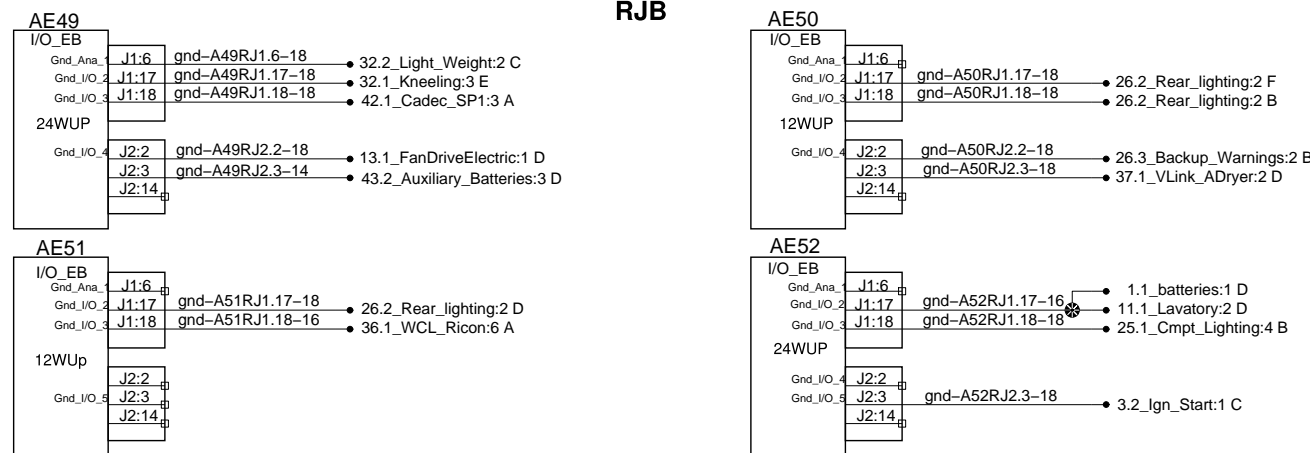 RJB
AE49
I/O_EB
Gnd_Ana_1 J1:6 gnd–A49RJ1.6–18 32.2_Light_Weight:2 C
Gnd_I/O_2 J1:17 gnd–A49RJ1.17–18 32.1_Kneeling:3 E
Gnd_I/O_3 J1:18 gnd–A49RJ1.18–18 42.1_Cadec_SP1:3 A
24WUP
Gnd_I/O_4 J2:2 gnd–A49RJ2.2–18 13.1_FanDriveElectric:1 D
J2:3 gnd–A49RJ2.3–14 43.2_Auxiliary_Batteries:3 D
J2:14
AE50
I/O_EB
Gnd_Ana_1 J1:6
Gnd_I/O_2 J1:17 gnd–A50RJ1.17–18 26.2_Rear_lighting:2 F
Gnd_I/O_3 J1:18 gnd–A50RJ1.18–18 26.2_Rear_lighting:2 B
12WUP
Gnd_I/O_4 J2:2 gnd–A50RJ2.2–18 26.3_Backup_Warnings:2 B
J2:3 gnd–A50RJ2.3–18 37.1_VLink_ADryer:2 D
J2:14
AE51
I/O_EB
Gnd_Ana_1 J1:6
Gnd_I/O_2 J1:17 gnd–A51RJ1.17–18 26.2_Rear_lighting:2 D
Gnd_I/O_3 J1:18 gnd–A51RJ1.18–16 36.1_WCL_Ricon:6 A
12WUp
J2:2
Gnd_I/O_5 J2:3
J2:14
AE52
I/O_EB
Gnd_Ana_1 J1:6 1.1_batteries:1 D
Gnd_I/O_2 J1:17 gnd–A52RJ1.17–16 11.1_Lavatory:2 D
Gnd_I/O_3 J1:18 gnd–A52RJ1.18–18 25.1_Cmpt_Lighting:4 B
24WUP
Gnd_I/O_4 J2:2
Gnd_I/O_5 J2:3 gnd–A52RJ2.3–18 3.2_Ign_Start:1 C
J2:14